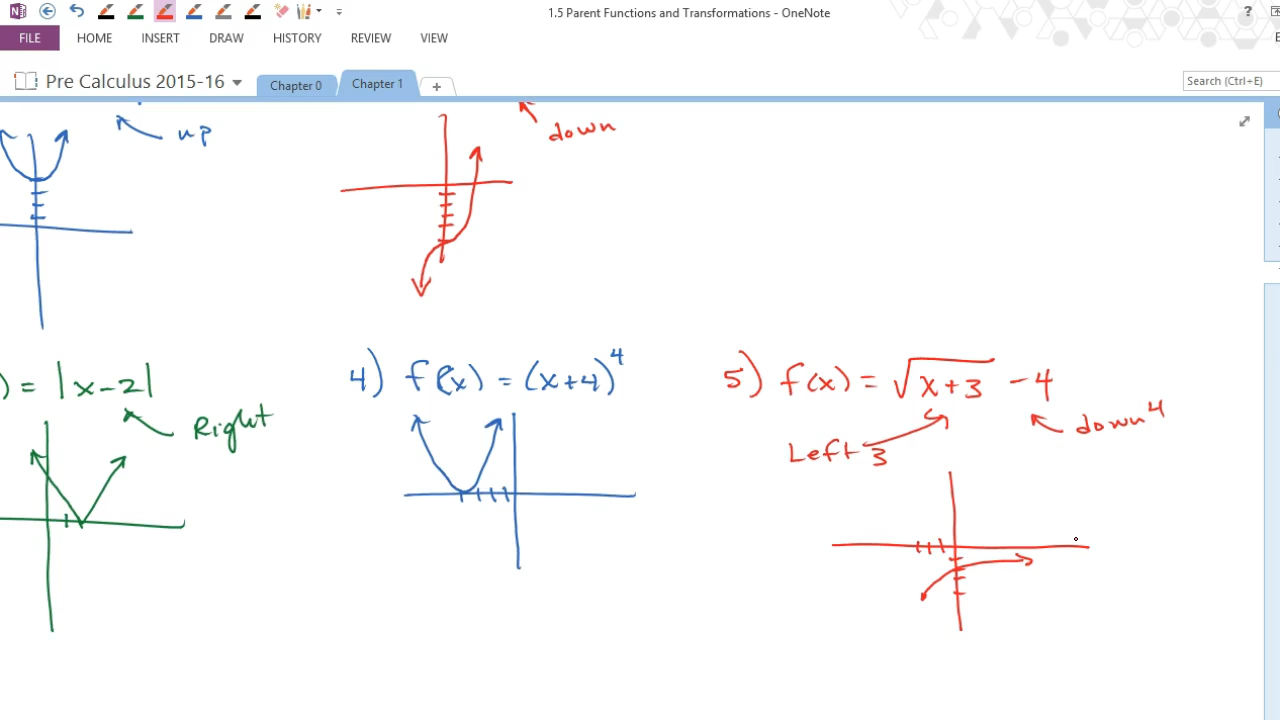 1.5 Parent Functions and Transformations - OneNote
?
FILE HOME INSERT DRAW HISTORY REVIEW VIEW
Pre Calculus 2015-16 Chapter 0 Chapter 1 +
Search (Ctrl+E)
up
down
) = |x-2|
Right
4) f(x) = (x+4)^4
5) f(x) = √(x+3) - 4
Left 3
down 4